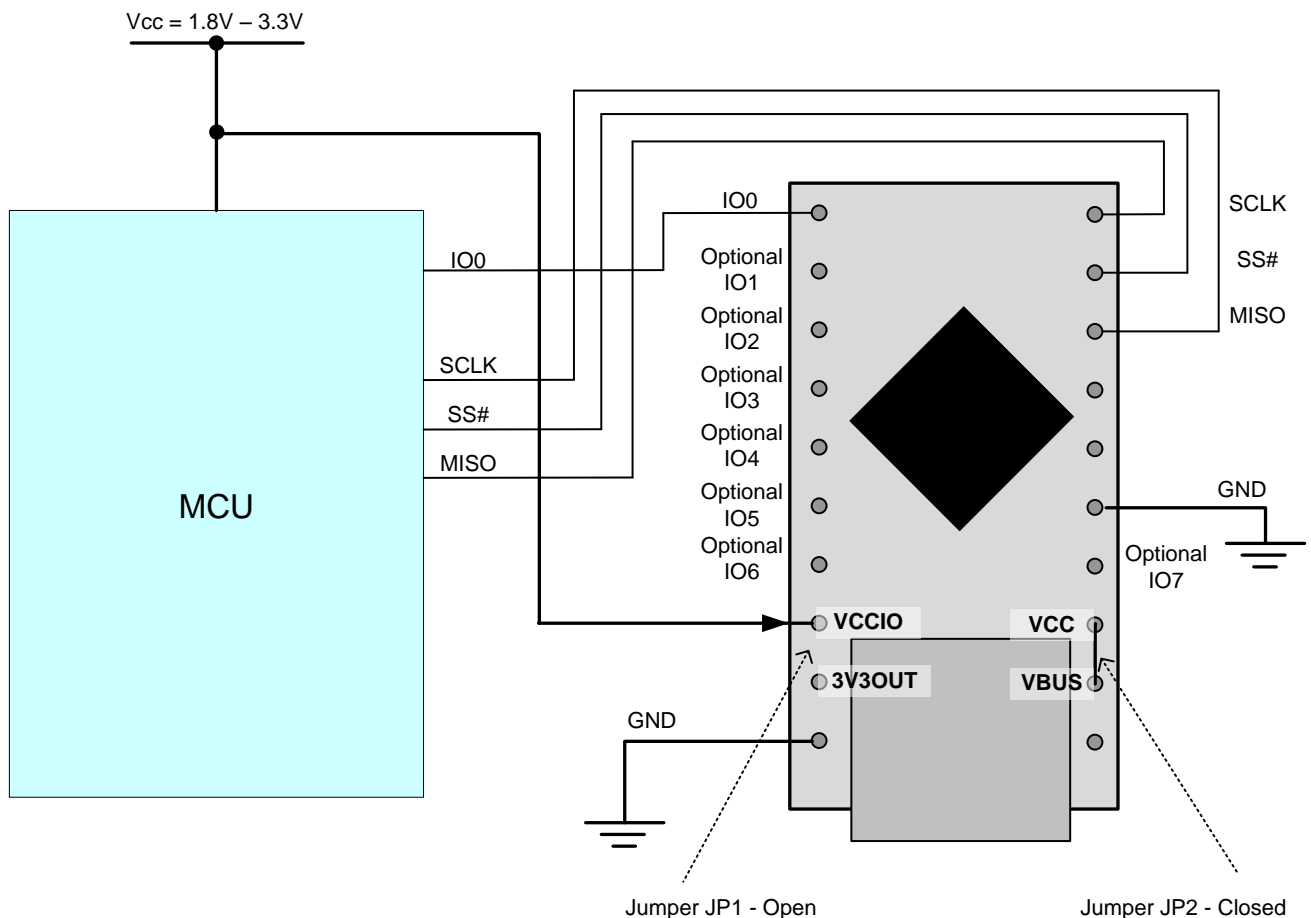 Vcc = 1.8V – 3.3V
IO0
SCLK
SS#
MISO
MCU
IO0
Optional
IO1
Optional
IO2
Optional
IO3
Optional
IO4
Optional
IO5
Optional
IO6
SCLK
SS#
MISO
GND
Optional
IO7
VCCIO
VCC
3V3OUT
VBUS
GND
Jumper JP1 - Open
Jumper JP2 - Closed